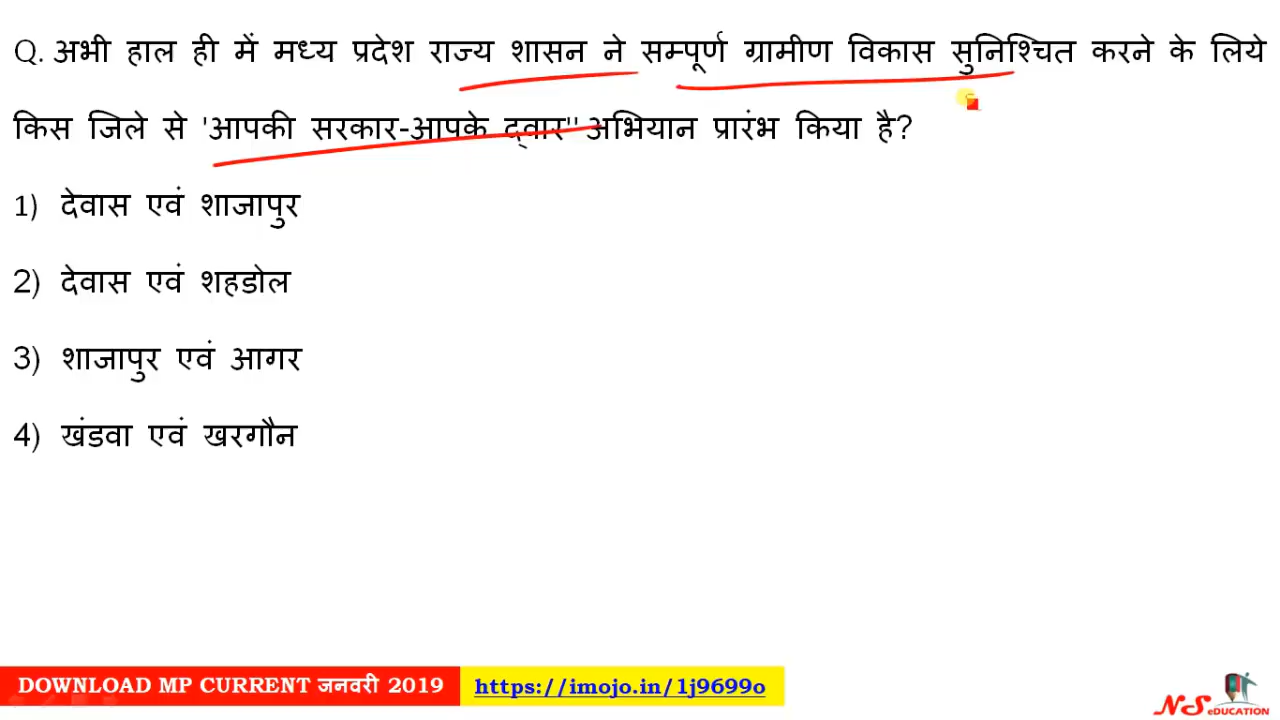 Q. अभी हाल ही में मध्य प्रदेश राज्य शासन ने सम्पूर्ण ग्रामीण विकास सुनिश्चित करने के लिये
किस जिले से 'आपकी सरकार-आपके द्वार'' अभियान प्रारंभ किया है?
1) देवास एवं शाजापुर
2) देवास एवं शहडोल
3) शाजापुर एवं आगर
4) खंडवा एवं खरगौन
DOWNLOAD MP CURRENT जनवरी 2019 https://imojo.in/1j9699o
NS eDUCATION